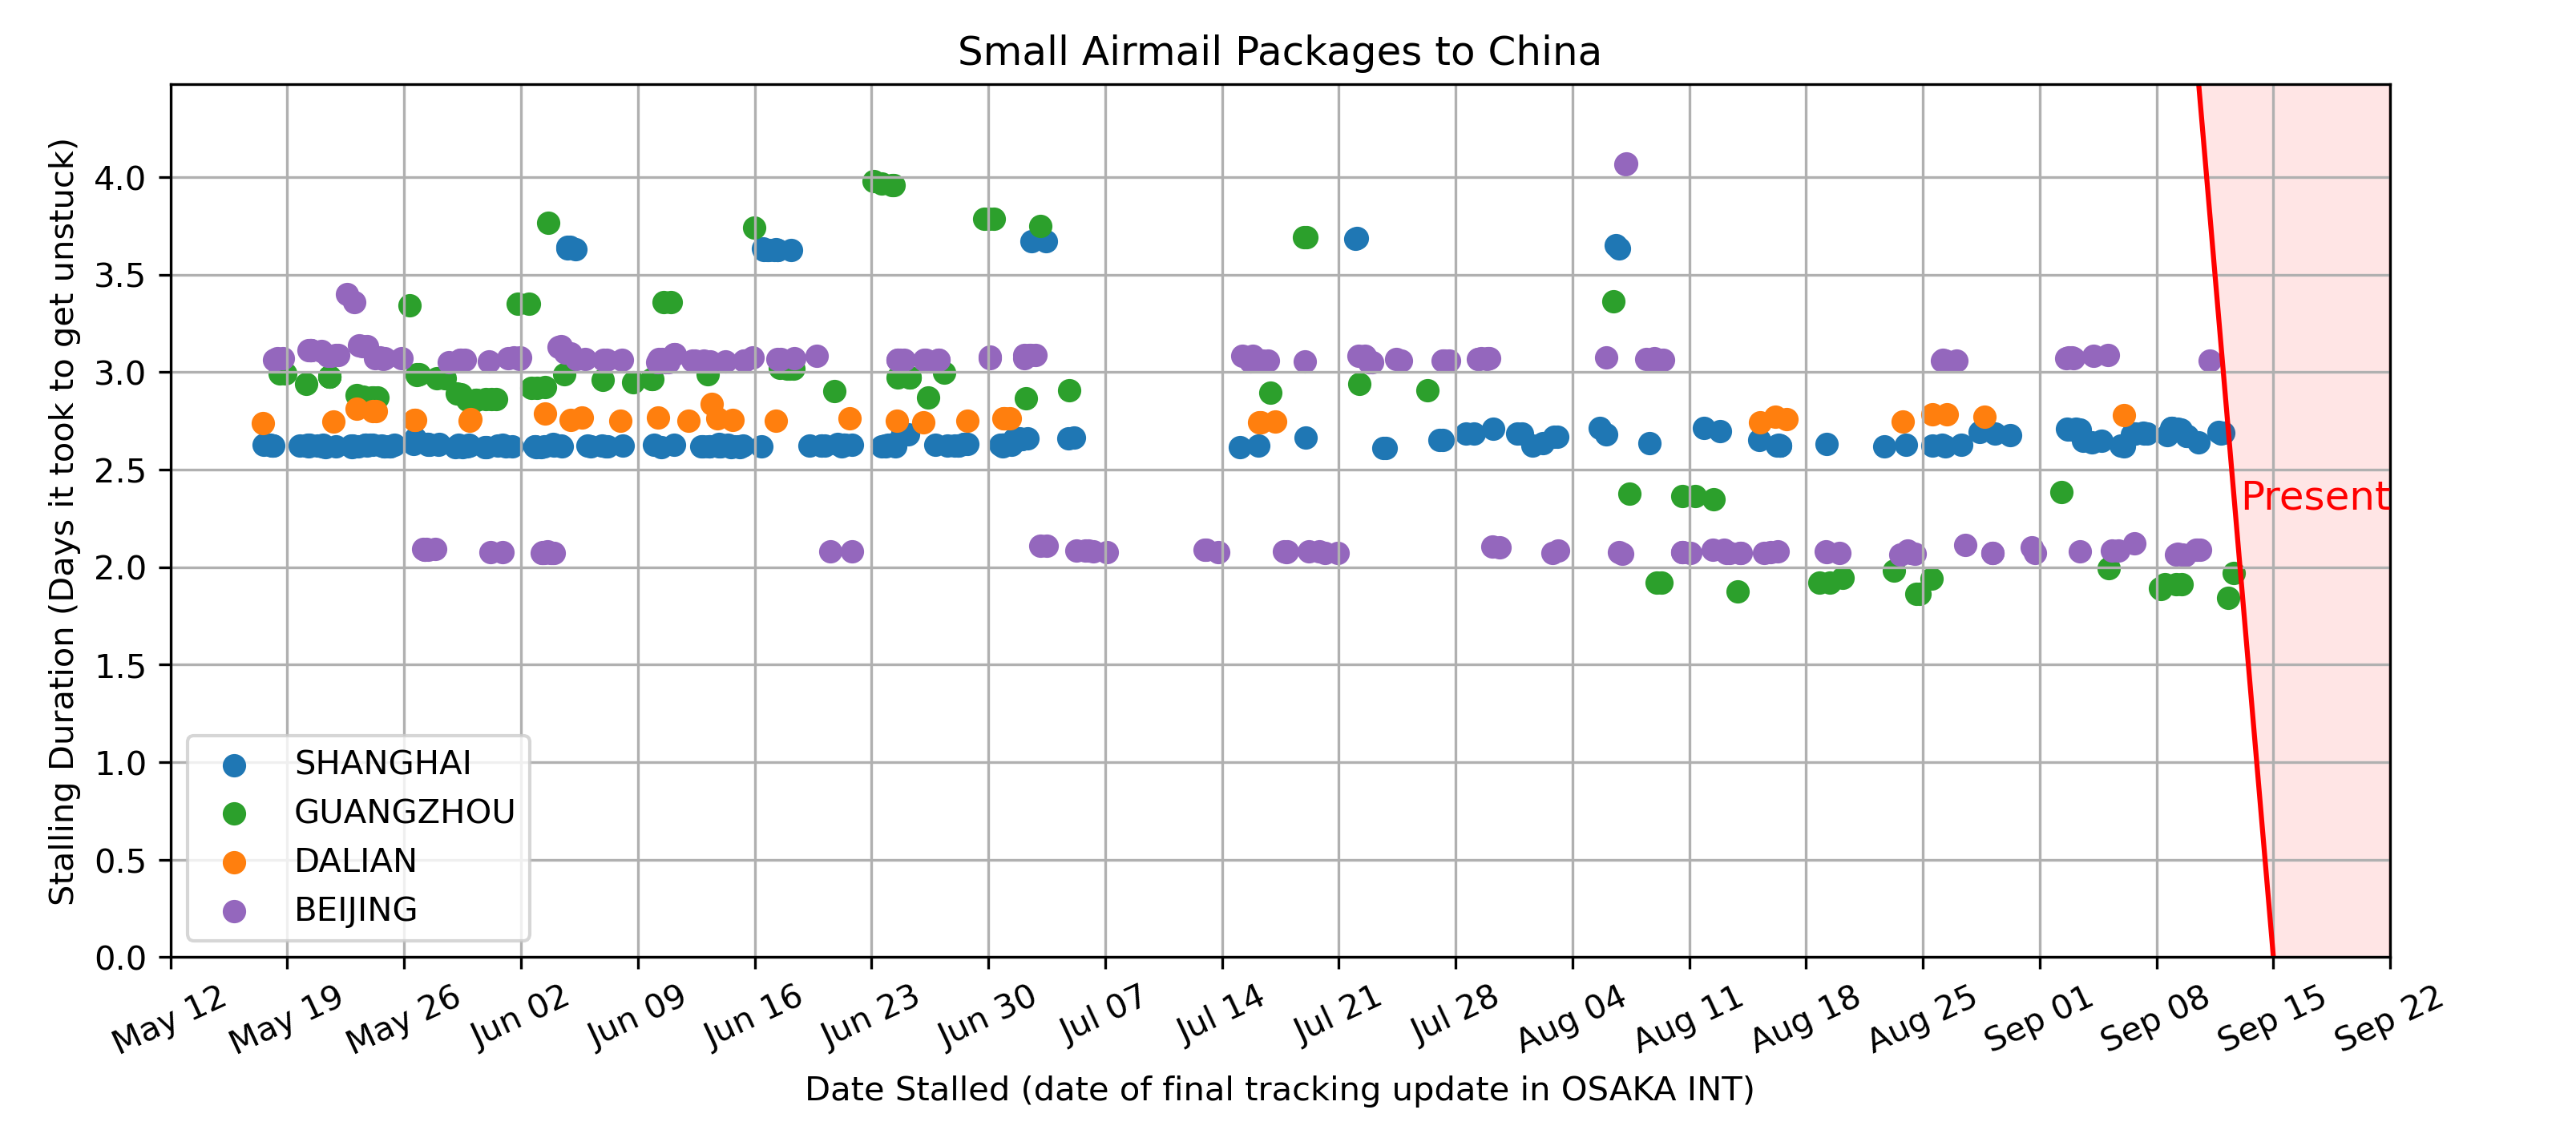 Small Airmail Packages to China
Stalling Duration (Days it took to get unstuck)
4.0
3.5
3.0
2.5
2.0
1.5
1.0
0.5
0.0
Present
SHANGHAI
GUANGZHOU
DALIAN
BEIJING
May 12
May 19
May 26
Jun 02
Jun 09
Jun 16
Jun 23
Jun 30
Jul 07
Jul 14
Jul 21
Jul 28
Aug 04
Aug 11
Aug 18
Aug 25
Sep 01
Sep 08
Sep 15
Sep 22
Date Stalled (date of final tracking update in OSAKA INT)